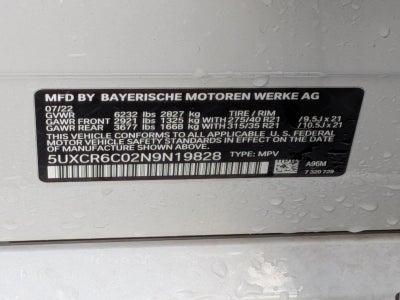 MFD BY BAYERISCHE MOTOREN WERKE AG
07/22
GVWR 6232 lbs 2827 kg TIRE / RIM
GAWR FRONT 2921 lbs 1325 kg 275/40 R21 / 9.5J x 21
GAWR REAR 3677 lbs 1668 kg 315/35 R21 / 10.5J x 21
THIS VEHICLE CONFORMS TO ALL APPLICABLE U.S. FEDERAL
MOTOR VEHICLE SAFETY STANDARDS IN EFFECT ON THE
DATE OF MANUFACTURE SHOWN ABOVE.
5UXCR6C02N9N19828 TYPE: MPV
A96M
7 320 739